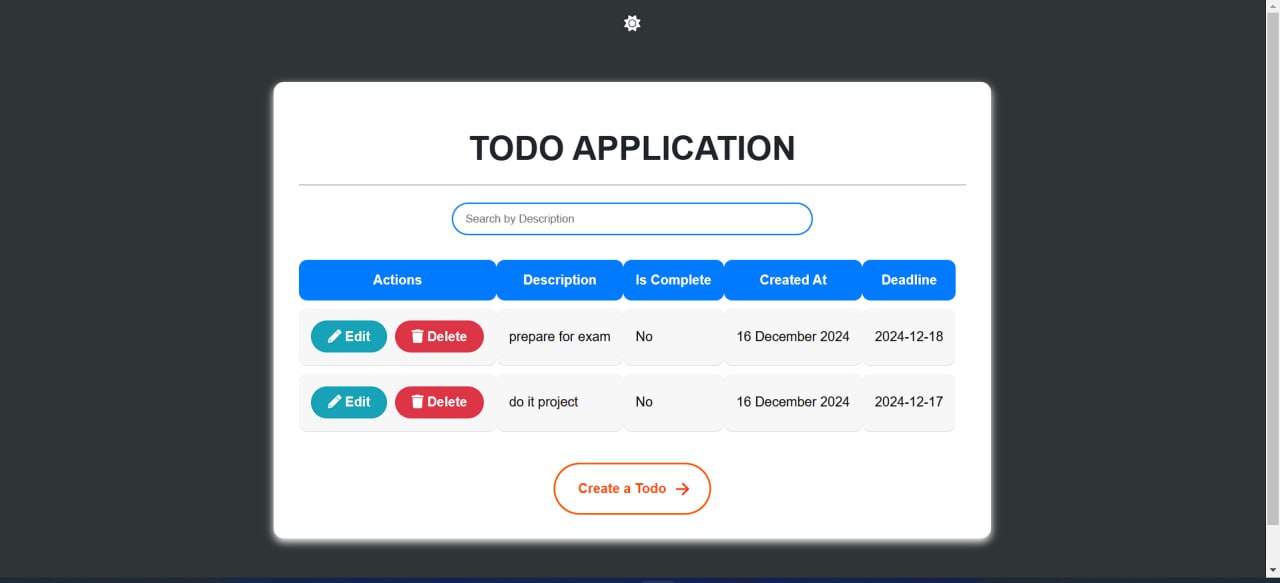 TODO APPLICATION
Search by Description
Actions Description Is Complete Created At Deadline
Edit Delete prepare for exam No 16 December 2024 2024-12-18
Edit Delete do it project No 16 December 2024 2024-12-17
Create a Todo →